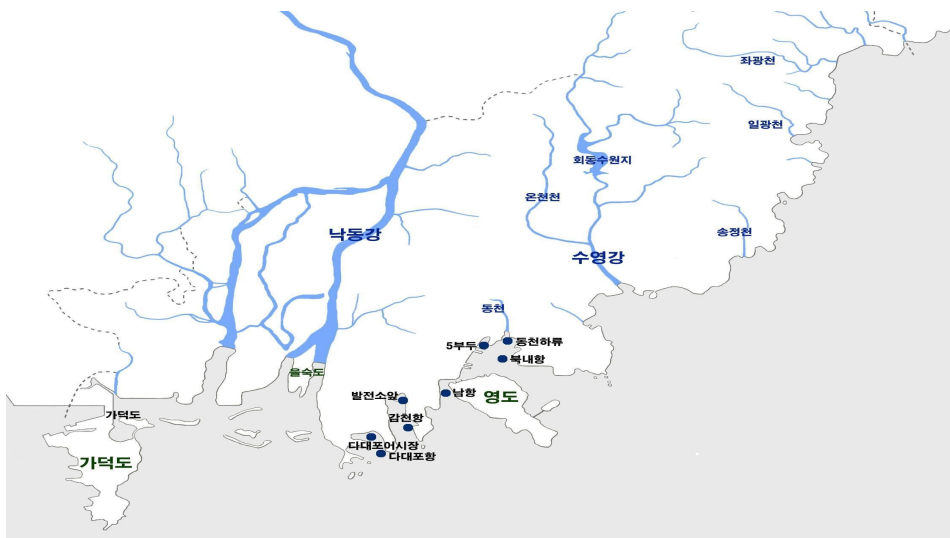 좌광천
일광천
회동수원지
온천천
송정천
낙동강
수영강
동천
동천하류
5부두
북내항
을숙도
남항
영도
발전소앞
가덕도
감천항
다대포어시장
다대포항
가덕도